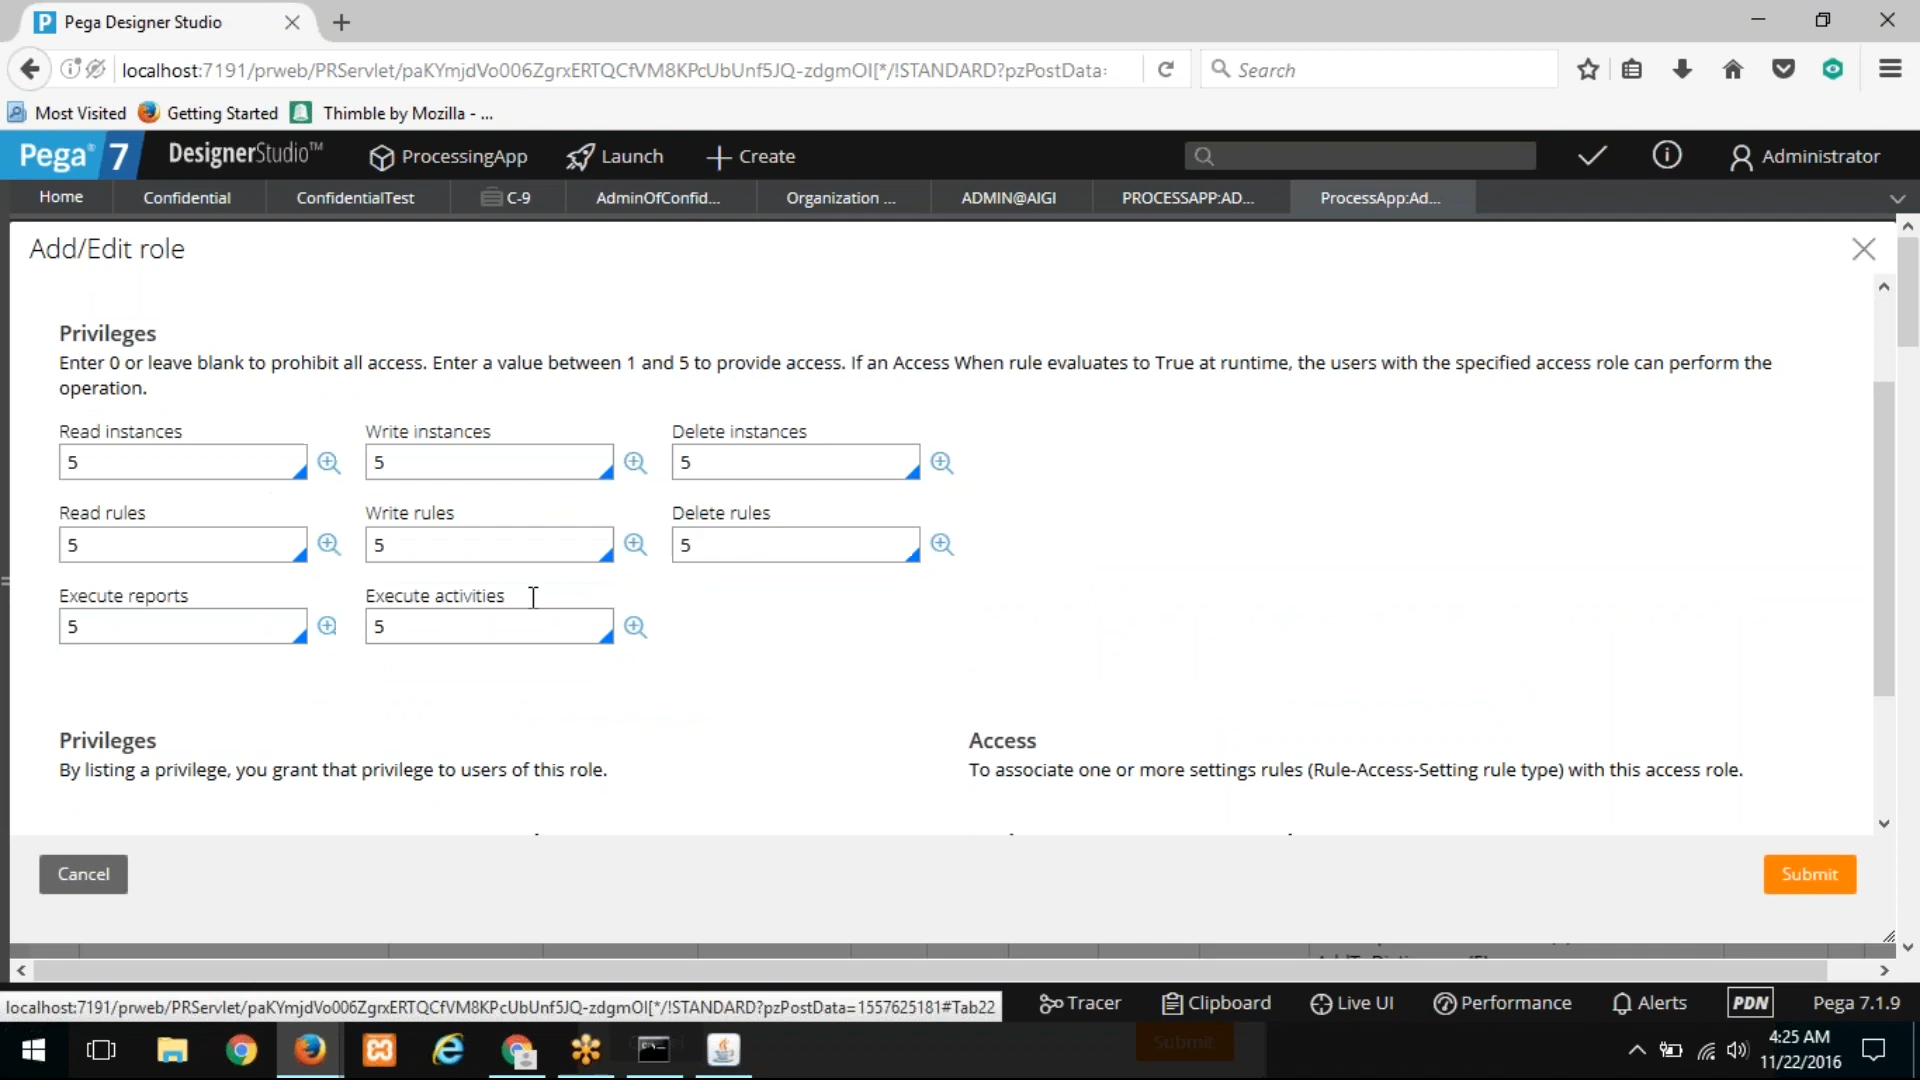 Pega Designer Studio
localhost:7191/prweb/PRServlet/paKYmjdVo006ZgrxERTQCfVM8KPcUbUnf5JQ-zdgmOI[*/!STANDARD?pzPostData:
Search
Most Visited Getting Started Thimble by Mozilla - ...
Pega® 7 DesignerStudio™ ProcessingApp Launch Create Administrator
Home Confidential ConfidentialTest C-9 AdminOfConfid... Organization ... ADMIN@AIGI PROCESSAPP:AD... ProcessApp:Ad...
Add/Edit role
Privileges
Enter 0 or leave blank to prohibit all access. Enter a value between 1 and 5 to provide access. If an Access When rule evaluates to True at runtime, the users with the specified access role can perform the
operation.
Read instances Write instances Delete instances
5 5 5
Read rules Write rules Delete rules
5 5 5
Execute reports Execute activities
5 5
Privileges Access
By listing a privilege, you grant that privilege to users of this role. To associate one or more settings rules (Rule-Access-Setting rule type) with this access role.
Cancel Submit
localhost:7191/prweb/PRServlet/paKYmjdVo006ZgrxERTQCfVM8KPcUbUnf5JQ-zdgmOI[*/!STANDARD?pzPostData=1557625181#Tab22 Tracer Clipboard Live UI Performance Alerts PDN Pega 7.1.9
Submit
4:25 AM
11/22/2016